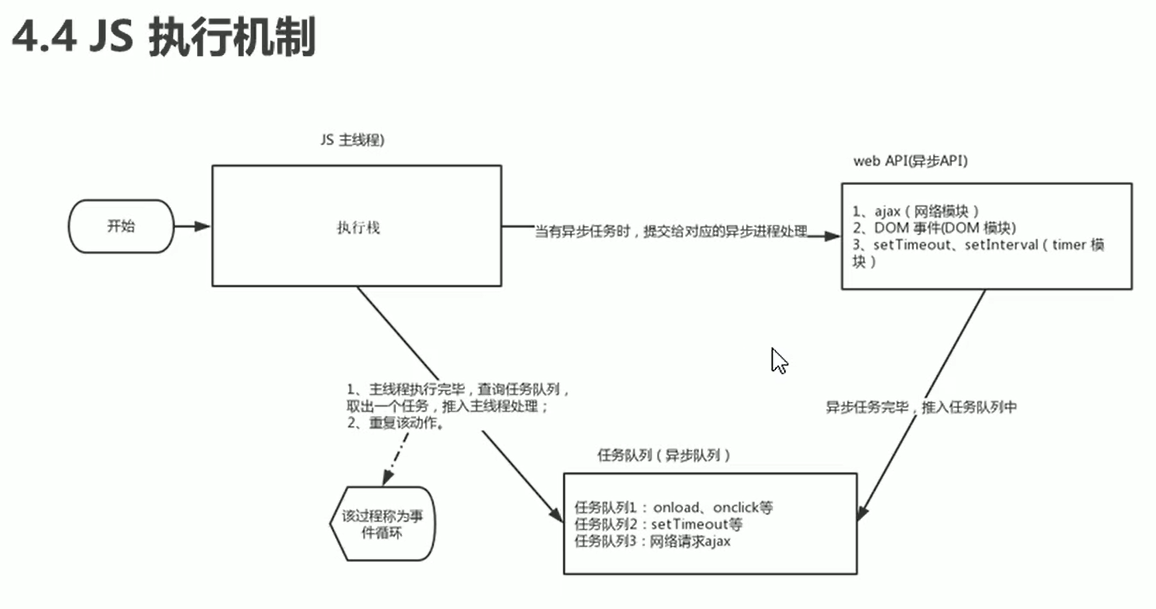 4.4 JS 执行机制
JS 主线程)
web API(异步API)
开始
执行栈
当有异步任务时，提交给对应的异步进程处理
1、ajax（网络模块）
2、DOM 事件(DOM 模块)
3、setTimeout、setInterval（timer 模
块）
1、主线程执行完毕，查询任务队列，
取出一个任务，推入主线程处理；
2、重复该动作。
异步任务完毕，推入任务队列中
任务队列（异步队列）
该过程称为事
件循环
任务队列1：onload、onclick等
任务队列2：setTimeout等
任务队列3：网络请求ajax